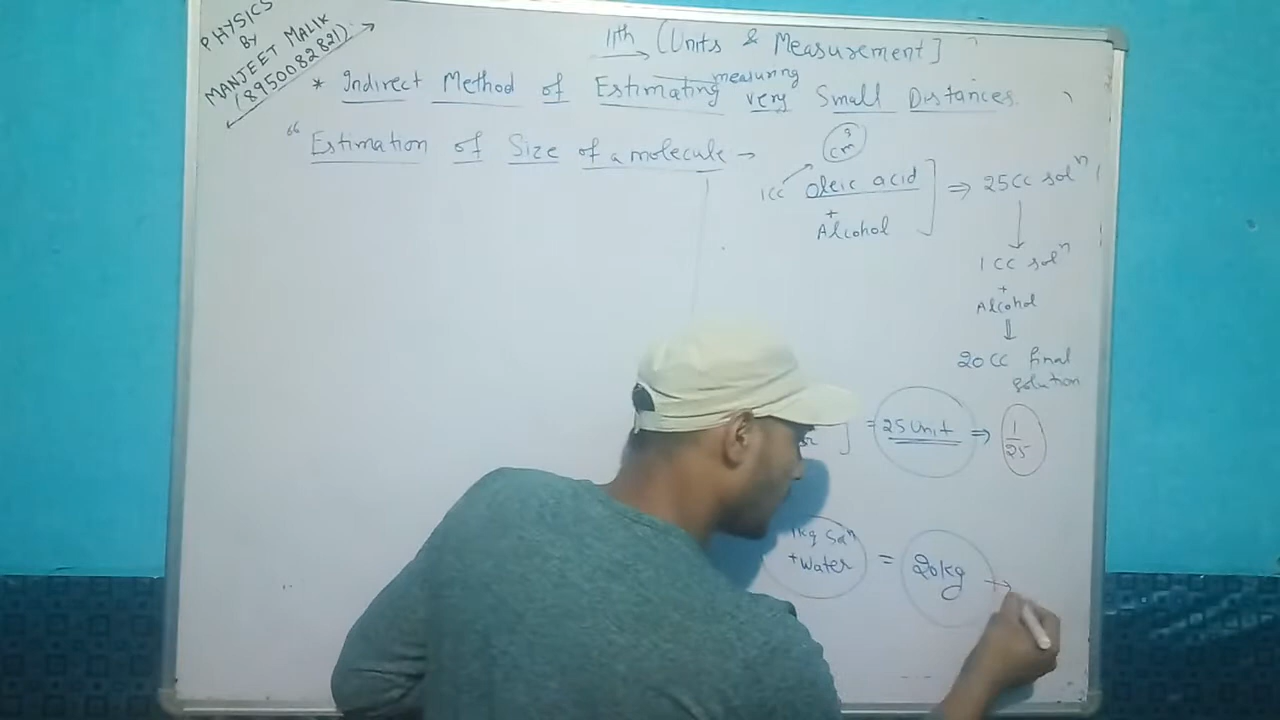 PHYSICS
BY
MANJEET MALIK
(8950082821)
11th (Units & Measurement]
* Indirect Method of Estimating measuring very Small Distances.
"Estimation of Size of a molecule →
cm³
1cc Oleic acid
+
Alcohol
⇒ 25cc solⁿ
1cc solⁿ
+
Alcohol
⇓
20cc final
solution
= 25 Unit ⇒ 1/25
1kg Solⁿ
+ Water
= 20kg →